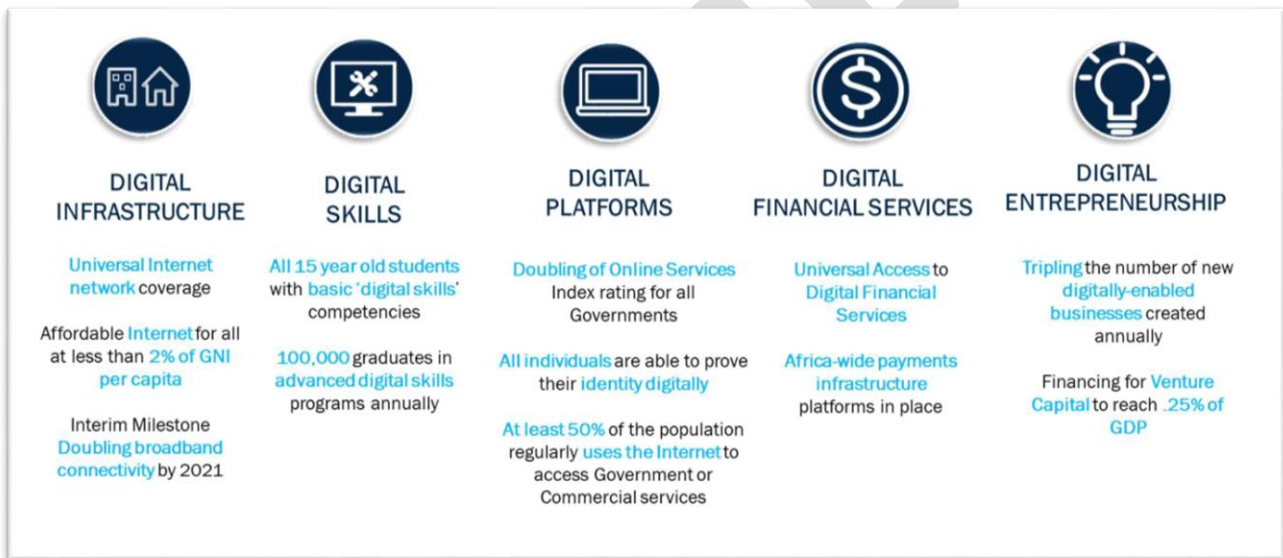 DIGITAL
INFRASTRUCTURE
Universal Internet
network coverage
Affordable Internet for all
at less than 2% of GNI
per capita
Interim Milestone
Doubling broadband
connectivity by 2021
DIGITAL
SKILLS
All 15 year old students
with basic 'digital skills'
competencies
100,000 graduates in
advanced digital skills
programs annually
DIGITAL
PLATFORMS
Doubling of Online Services
Index rating for all
Governments
All individuals are able to prove
their identity digitally
At least 50% of the population
regularly uses the Internet to
access Government or
Commercial services
$
DIGITAL
FINANCIAL SERVICES
Universal Access to
Digital Financial
Services
Africa-wide payments
infrastructure
platforms in place
DIGITAL
ENTREPRENEURSHIP
Tripling the number of new
digitally-enabled
businesses created
annually
Financing for Venture
Capital to reach .25% of
GDP